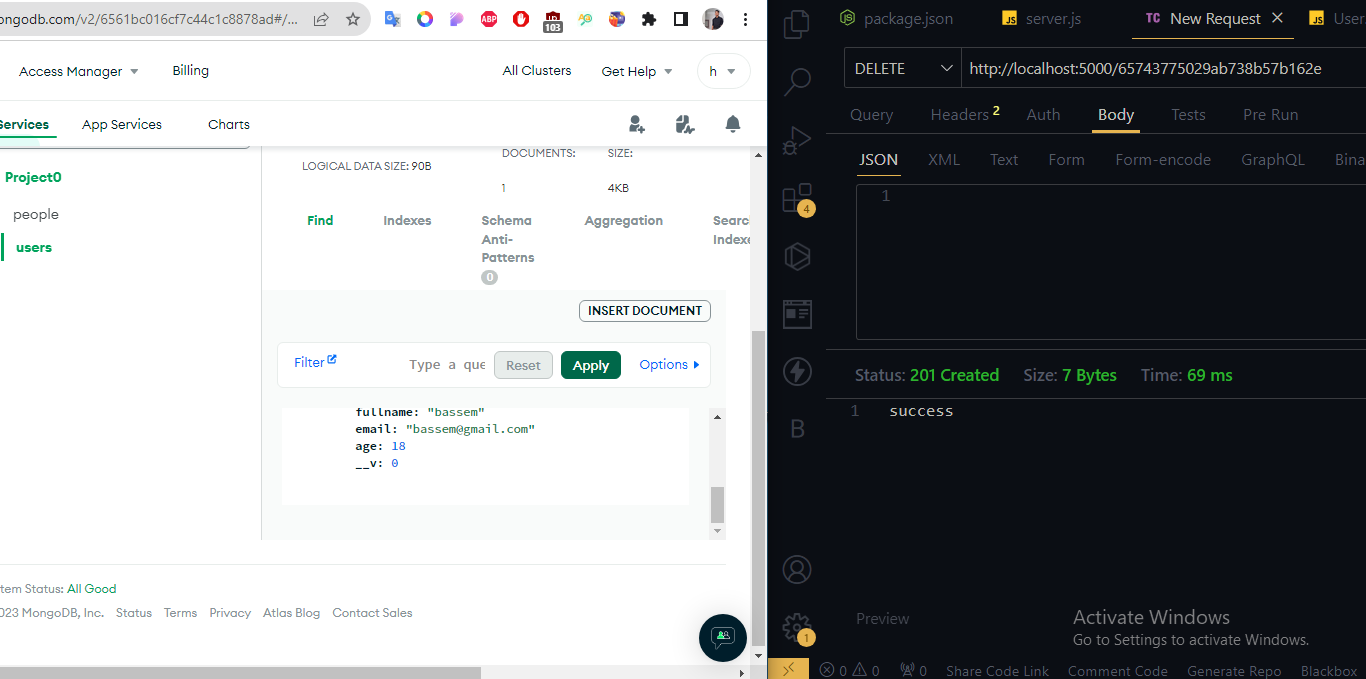 ongodb.com/v2/6561bc016cf7c44c1c8878ad#/...
ABP
103
Access Manager
Billing
All Clusters
Get Help
h
Services
App Services
Charts
Project0
people
users
LOGICAL DATA SIZE: 90B
DOCUMENTS:
1
SIZE:
4KB
Find
Indexes
Schema
Anti-
Patterns
0
Aggregation
Searc
Indexe
INSERT DOCUMENT
Filter
Type a que
Reset
Apply
Options
fullname: "bassem"
email: "bassem@gmail.com"
age: 18
__v: 0
tem Status: All Good
023 MongoDB, Inc.
Status
Terms
Privacy
Atlas Blog
Contact Sales
package.json
JS server.js
TC New Request
JS User.
DELETE
http://localhost:5000/65743775029ab738b57b162e
Query
Headers 2
Auth
Body
Tests
Pre Run
JSON
XML
Text
Form
Form-encode
GraphQL
Bina
1
4
Status: 201 Created
Size: 7 Bytes
Time: 69 ms
1 success
B
Preview
Activate Windows
Go to Settings to activate Windows.
1
0
0
0
Share Code Link
Comment Code
Generate Repo
Blackbox